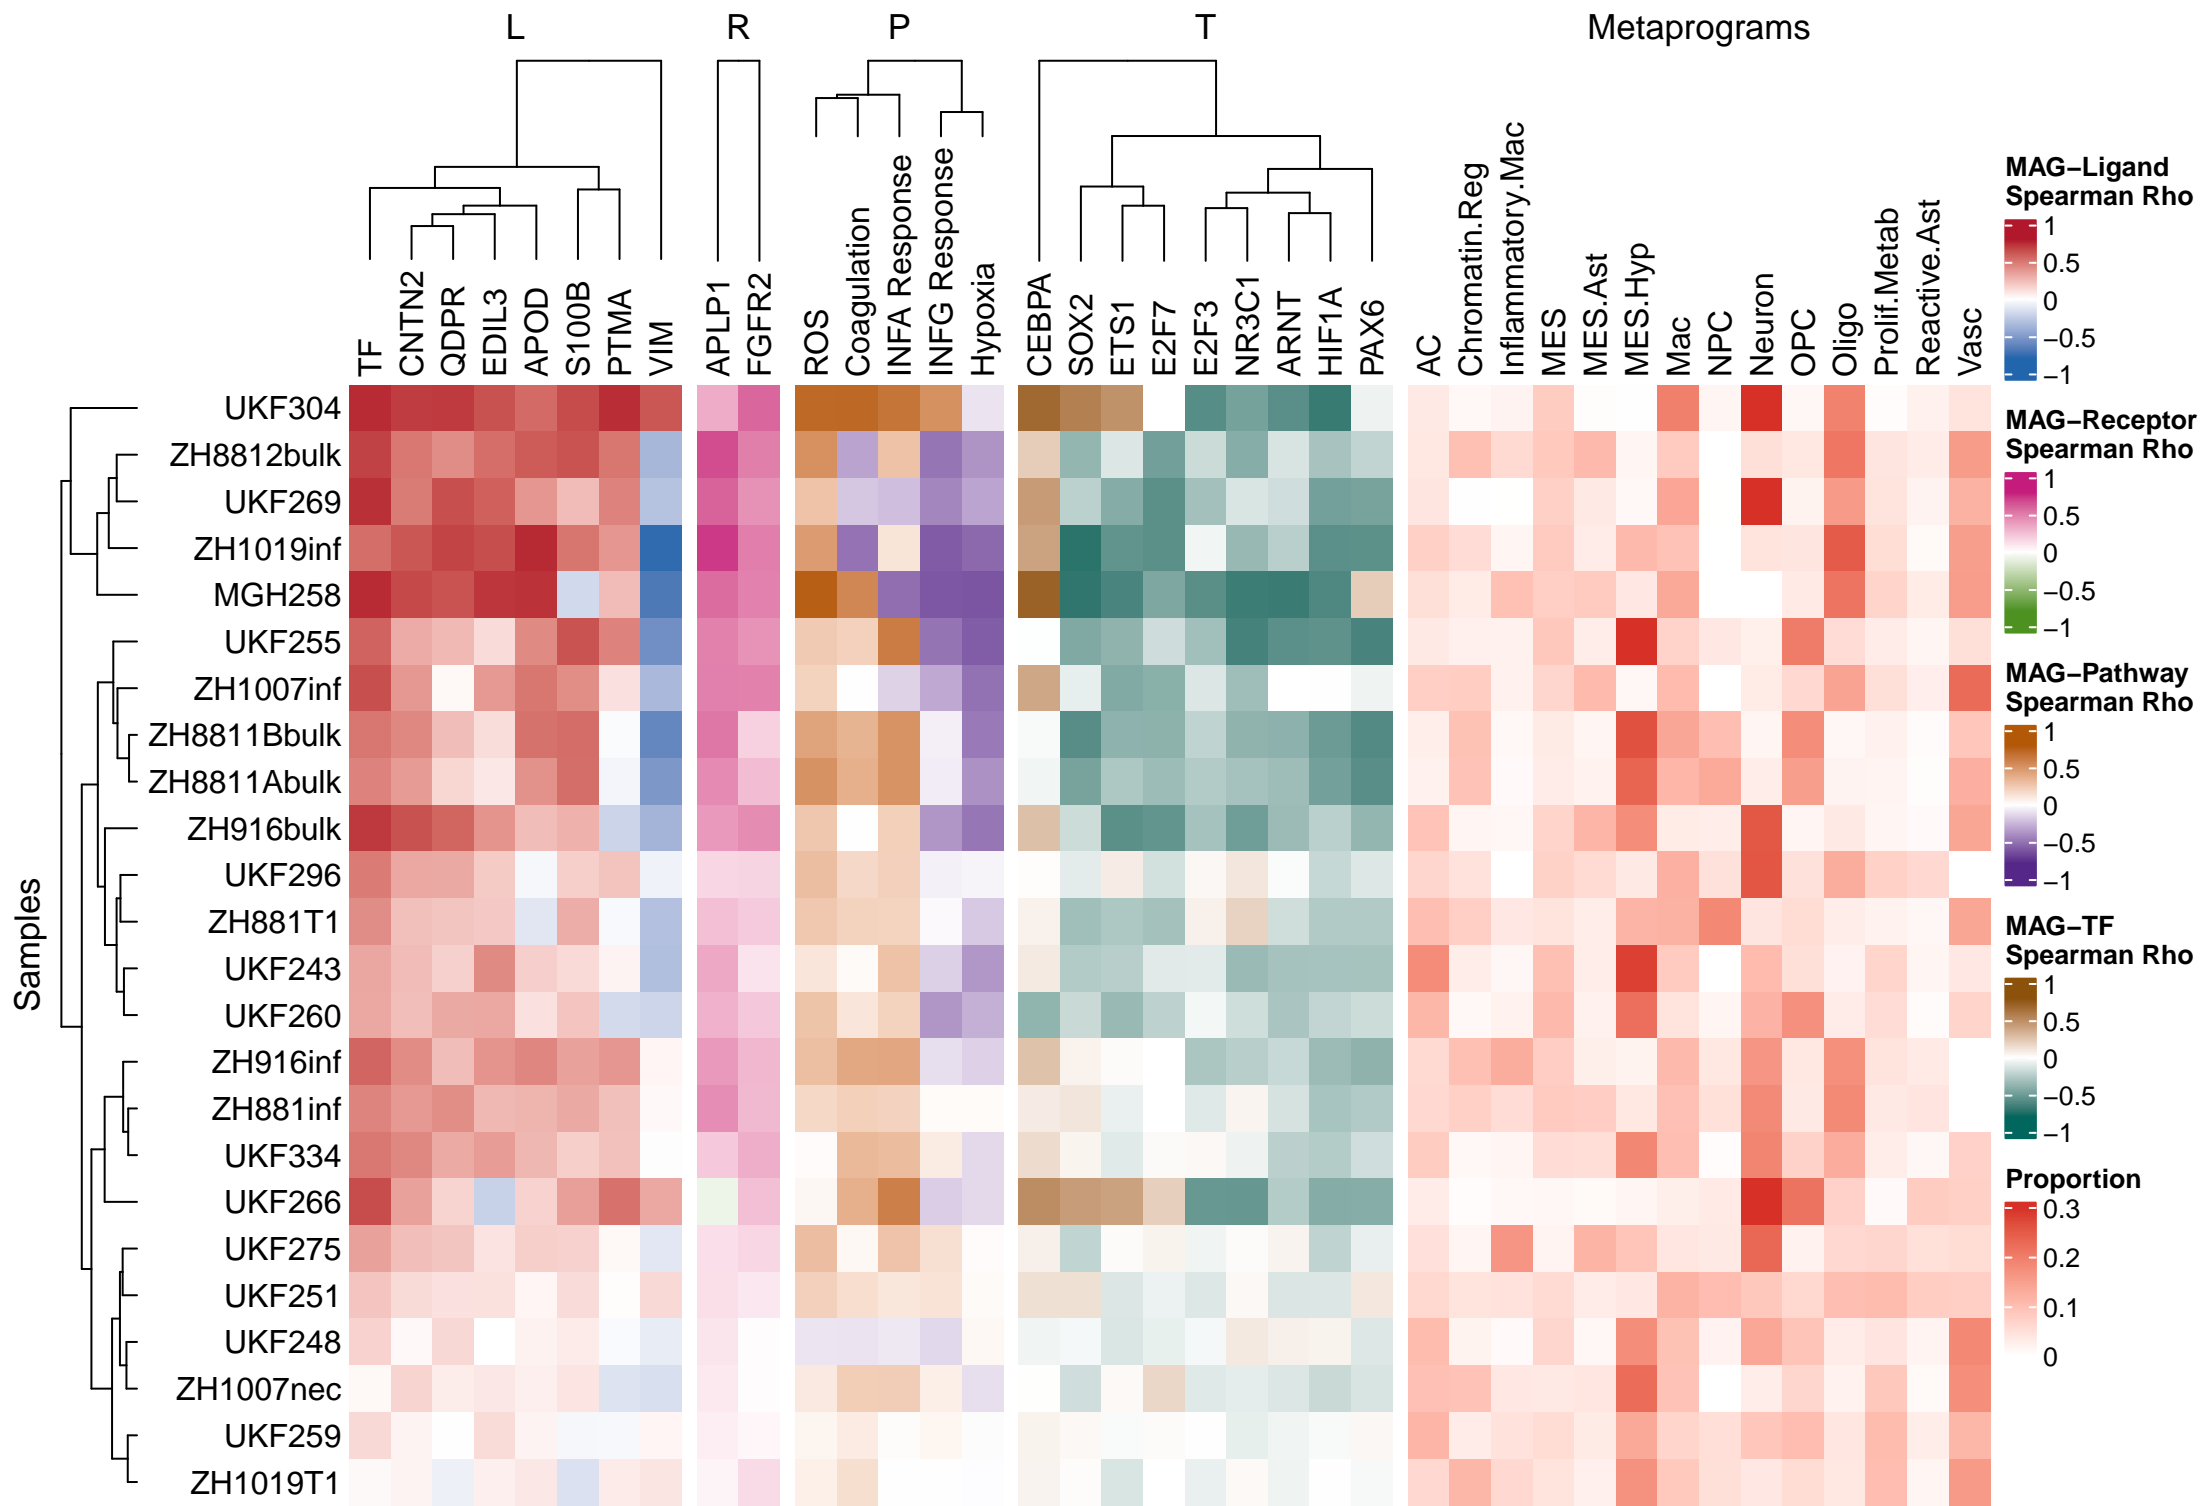 L R P T Metaprograms
TF
CNTN2
QDPR
EDIL3
APOD
S100B
PTMA
VIM
APLP1
FGFR2
ROS
Coagulation
INFA Response
INFG Response
Hypoxia
CEBPA
SOX2
ETS1
E2F7
E2F3
NR3C1
ARNT
HIF1A
PAX6
AC
Chromatin.Reg
Inflammatory.Mac
MES
MES.Ast
MES.Hyp
Mac
NPC
Neuron
OPC
Oligo
Prolif.Metab
Reactive.Ast
Vasc
Samples
UKF304
ZH8812bulk
UKF269
ZH1019inf
MGH258
UKF255
ZH1007inf
ZH8811Bbulk
ZH8811Abulk
ZH916bulk
UKF296
ZH881T1
UKF243
UKF260
ZH916inf
ZH881inf
UKF334
UKF266
UKF275
UKF251
UKF248
ZH1007nec
UKF259
ZH1019T1
MAG−Ligand
Spearman Rho
1
0.5
0
−0.5
−1
MAG−Receptor
Spearman Rho
1
0.5
0
−0.5
−1
MAG−Pathway
Spearman Rho
1
0.5
0
−0.5
−1
MAG−TF
Spearman Rho
1
0.5
0
−0.5
−1
Proportion
0.3
0.2
0.1
0